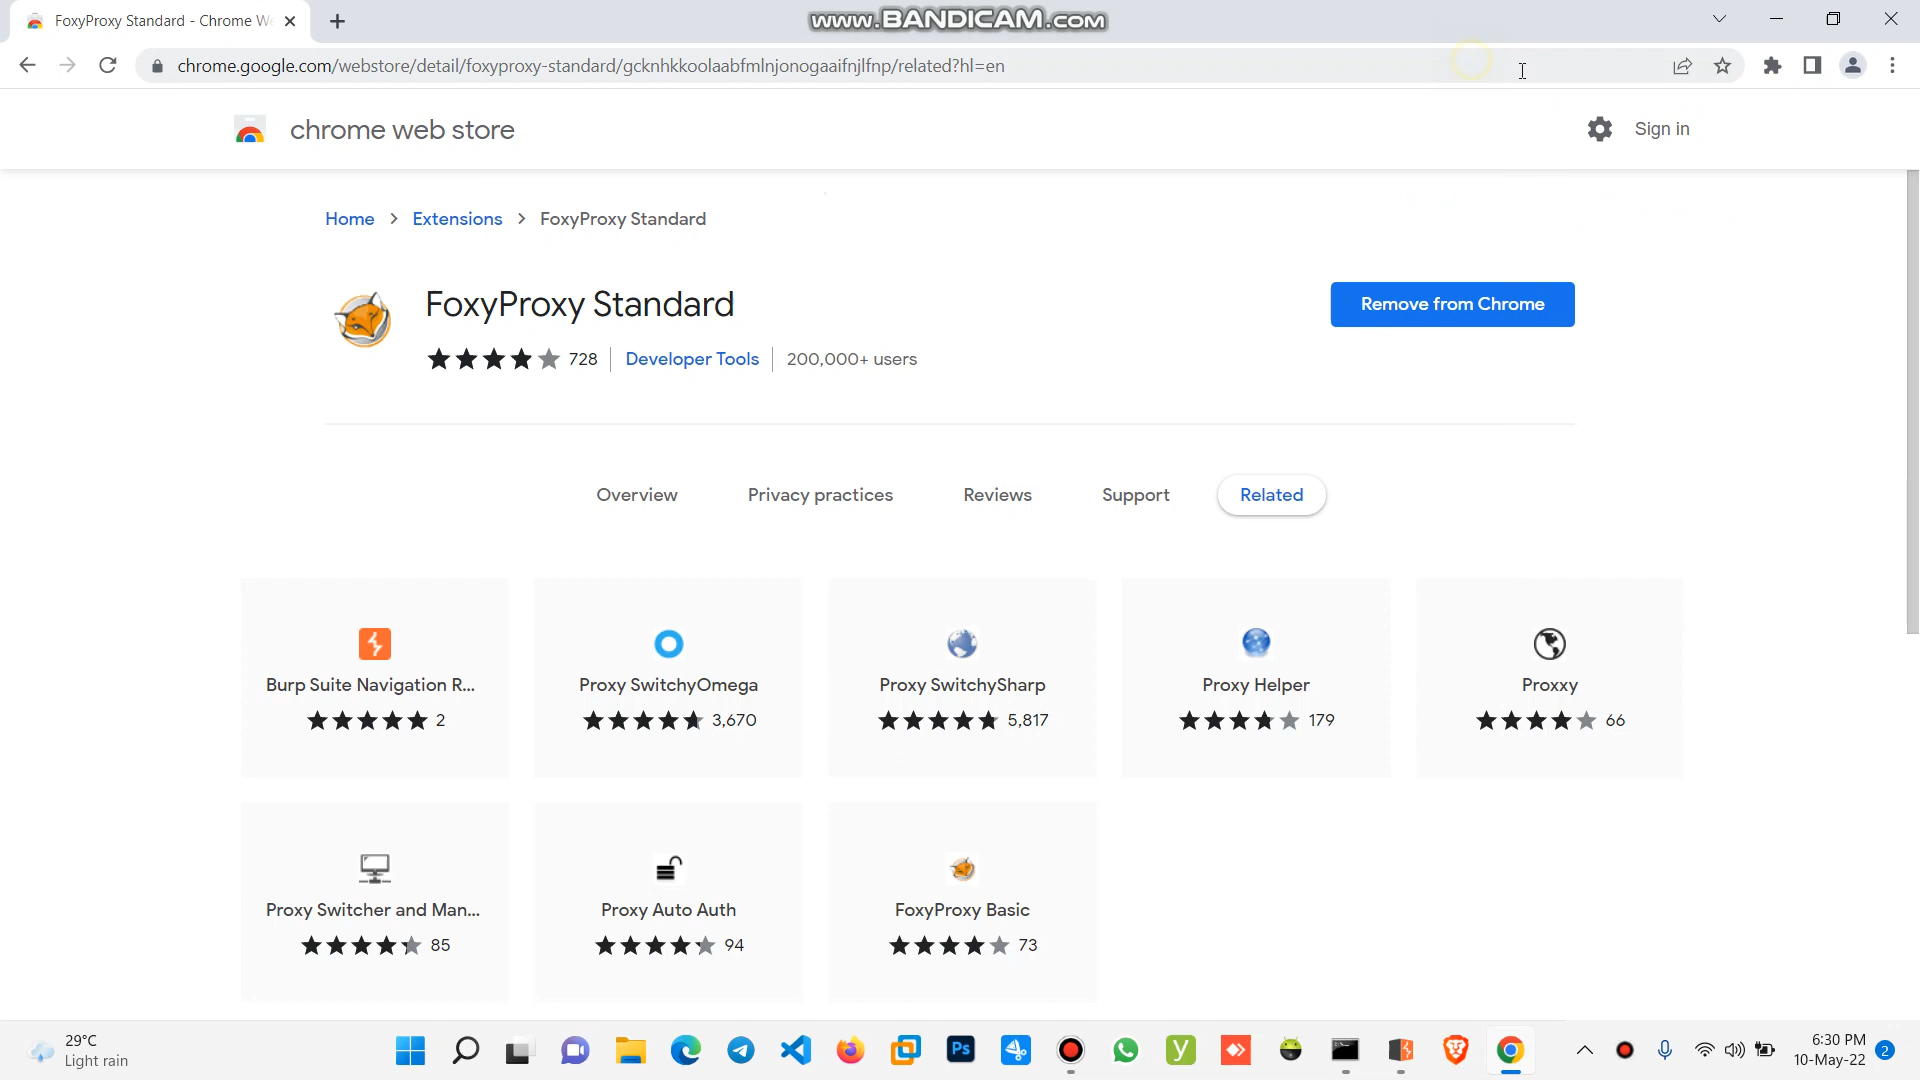 FoxyProxy Standard - Chrome We
www.BANDICAM.com
chrome.google.com/webstore/detail/foxyproxy-standard/gcknhkkoolaabfmlnjonogaaifnjlfnp/related?hl=en
chrome web store
Sign in
Home > Extensions > FoxyProxy Standard
FoxyProxy Standard
Remove from Chrome
728 Developer Tools 200,000+ users
Overview Privacy practices Reviews Support Related
Burp Suite Navigation R... Proxy SwitchyOmega Proxy SwitchySharp Proxy Helper Proxxy
2 3,670 5,817 179 66
Proxy Switcher and Man... Proxy Auto Auth FoxyProxy Basic
85 94 73
29°C
Light rain
Ps
y
6:30 PM
10-May-22
2